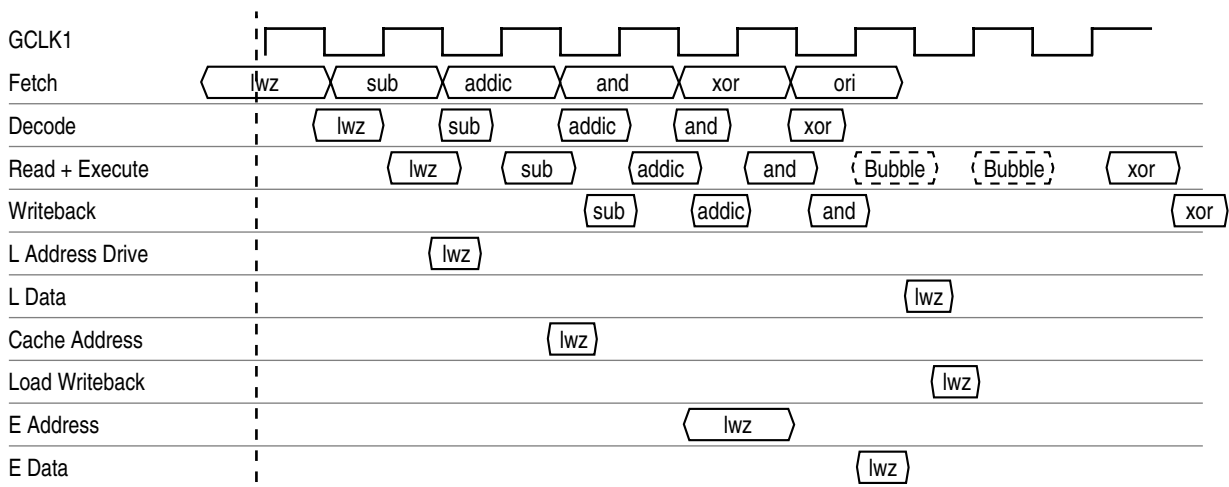 GCLK1
Fetch lwz sub addic and xor ori
Decode lwz sub addic and xor
Read + Execute lwz sub addic and Bubble Bubble xor
Writeback sub addic and xor
L Address Drive lwz
L Data lwz
Cache Address lwz
Load Writeback lwz
E Address lwz
E Data lwz